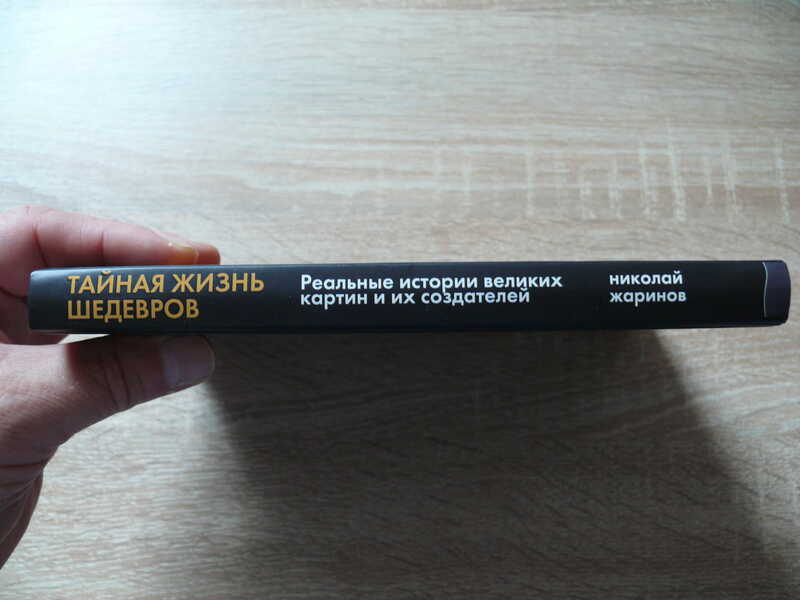 ТАЙНАЯ ЖИЗНЬ
ШЕДЕВРОВ
Реальные истории великих
картин и их создателей
николай
жаринов